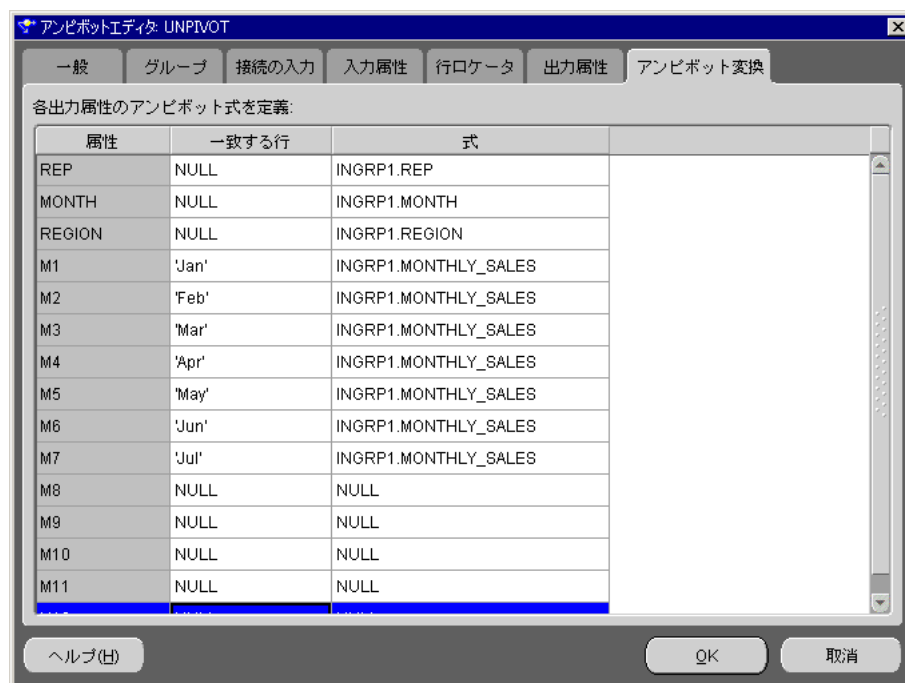 アンピボットエディタ: UNPIVOT
一般 グループ 接続の入力 入力属性 行ロケータ 出力属性 アンピボット変換
各出力属性のアンピボット式を定義:
属性 一致する行 式
REP NULL INGRP1.REP
MONTH NULL INGRP1.MONTH
REGION NULL INGRP1.REGION
M1 'Jan' INGRP1.MONTHLY_SALES
M2 'Feb' INGRP1.MONTHLY_SALES
M3 'Mar' INGRP1.MONTHLY_SALES
M4 'Apr' INGRP1.MONTHLY_SALES
M5 'May' INGRP1.MONTHLY_SALES
M6 'Jun' INGRP1.MONTHLY_SALES
M7 'Jul' INGRP1.MONTHLY_SALES
M8 NULL NULL
M9 NULL NULL
M10 NULL NULL
M11 NULL NULL
ヘルプ(H) OK 取消